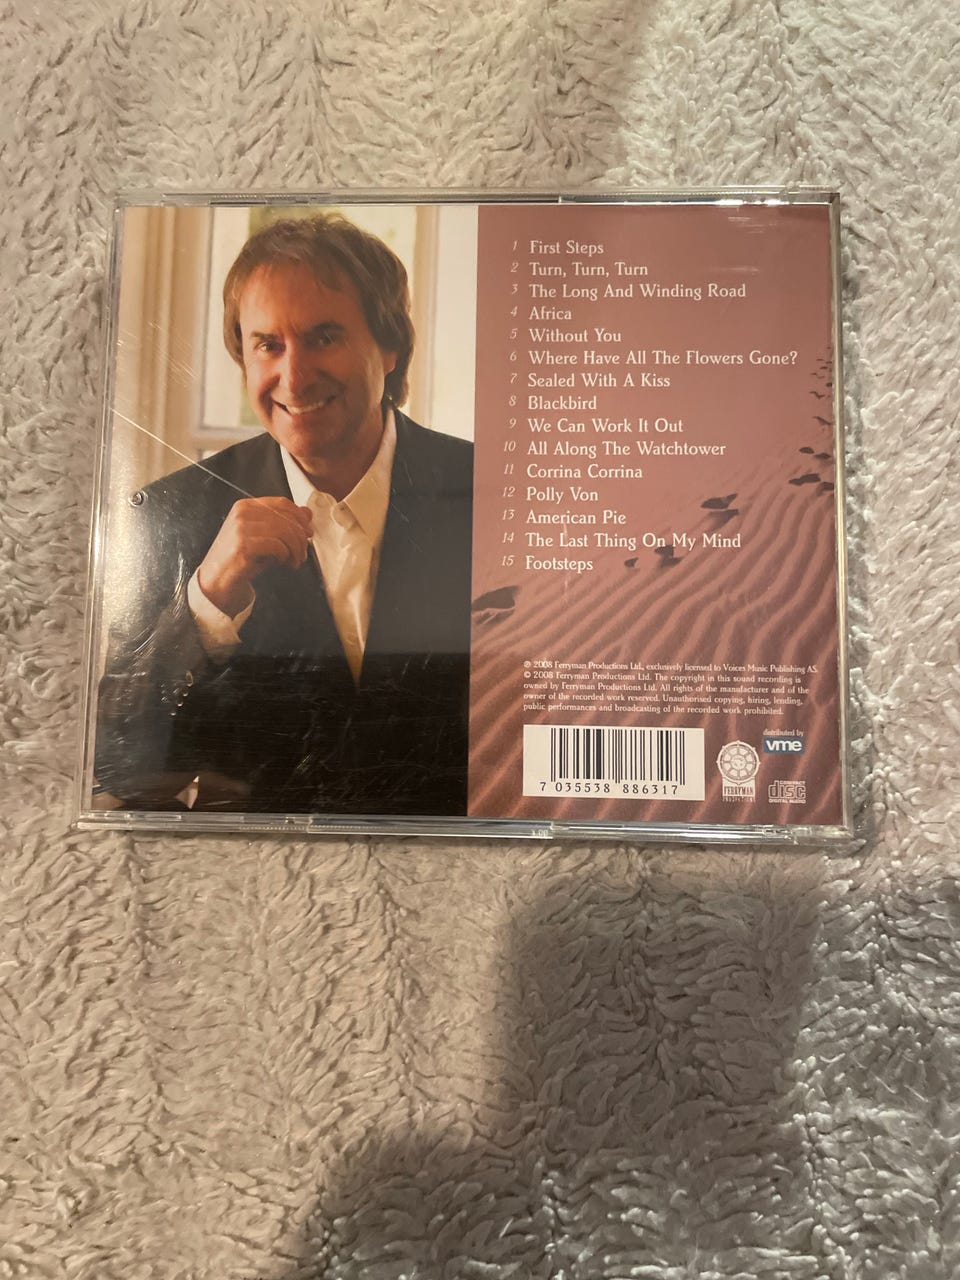 1 First Steps
2 Turn, Turn, Turn
3 The Long And Winding Road
4 Africa
5 Without You
6 Where Have All The Flowers Gone?
7 Sealed With A Kiss
8 Blackbird
9 We Can Work It Out
10 All Along The Watchtower
11 Corrina Corrina
12 Polly Von
13 American Pie
14 The Last Thing On My Mind
15 Footsteps
℗ 2008 Ferryman Productions Ltd., exclusively licensed to Voices Music Publishing AS.
© 2008 Ferryman Productions Ltd. The copyright in this sound recording is
owned by Ferryman Productions Ltd. All rights of the manufacturer and of the
owner of the recorded work reserved. Unauthorised copying, hiring, lending,
public performances and broadcasting of the recorded work prohibited.
7 035538 886317
FERRYMAN
PRODUCTIONS
distributed by
vme
COMPACT
disc
DIGITAL AUDIO